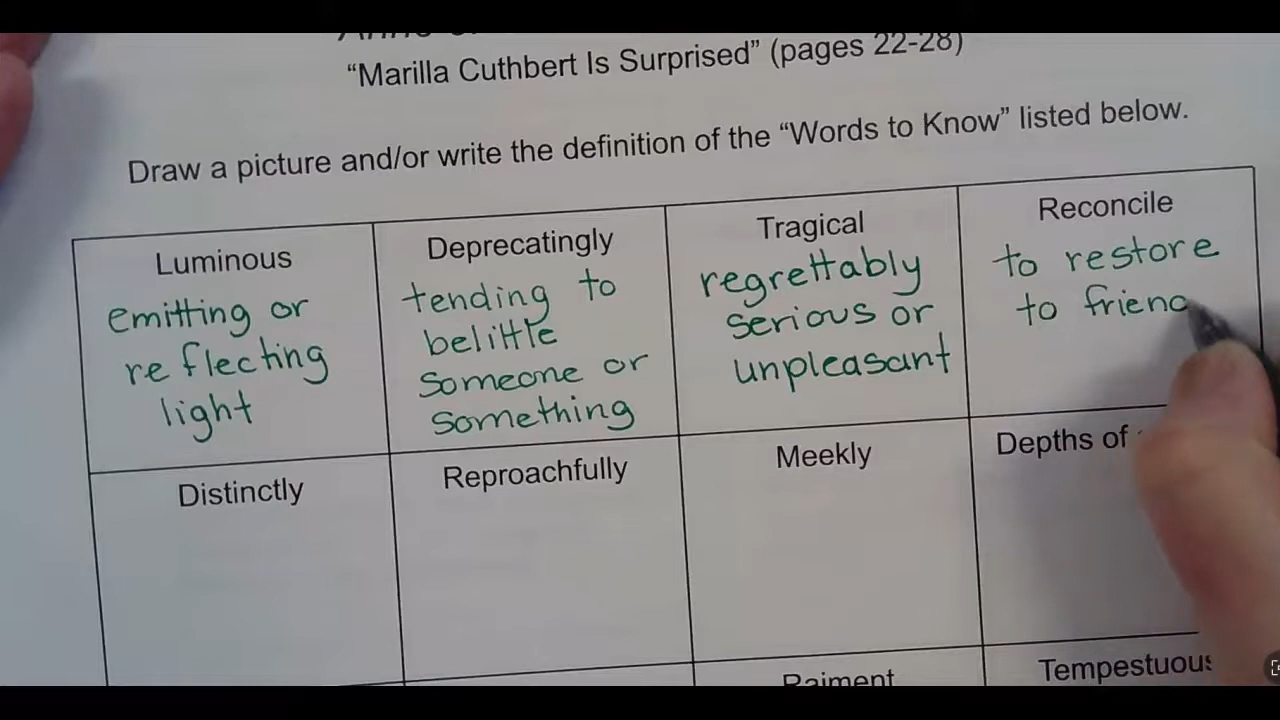 “Marilla Cuthbert Is Surprised” (pages 22-28)
Draw a picture and/or write the definition of the “Words to Know” listed below.
Luminous
emitting or
reflecting
light
Deprecatingly
tending to
belittle
someone or
something
Tragical
regrettably
serious or
unpleasant
Reconcile
to restore
to frien
Distinctly
Reproachfully
Meekly
Depths of
Raiment
Tempestuous